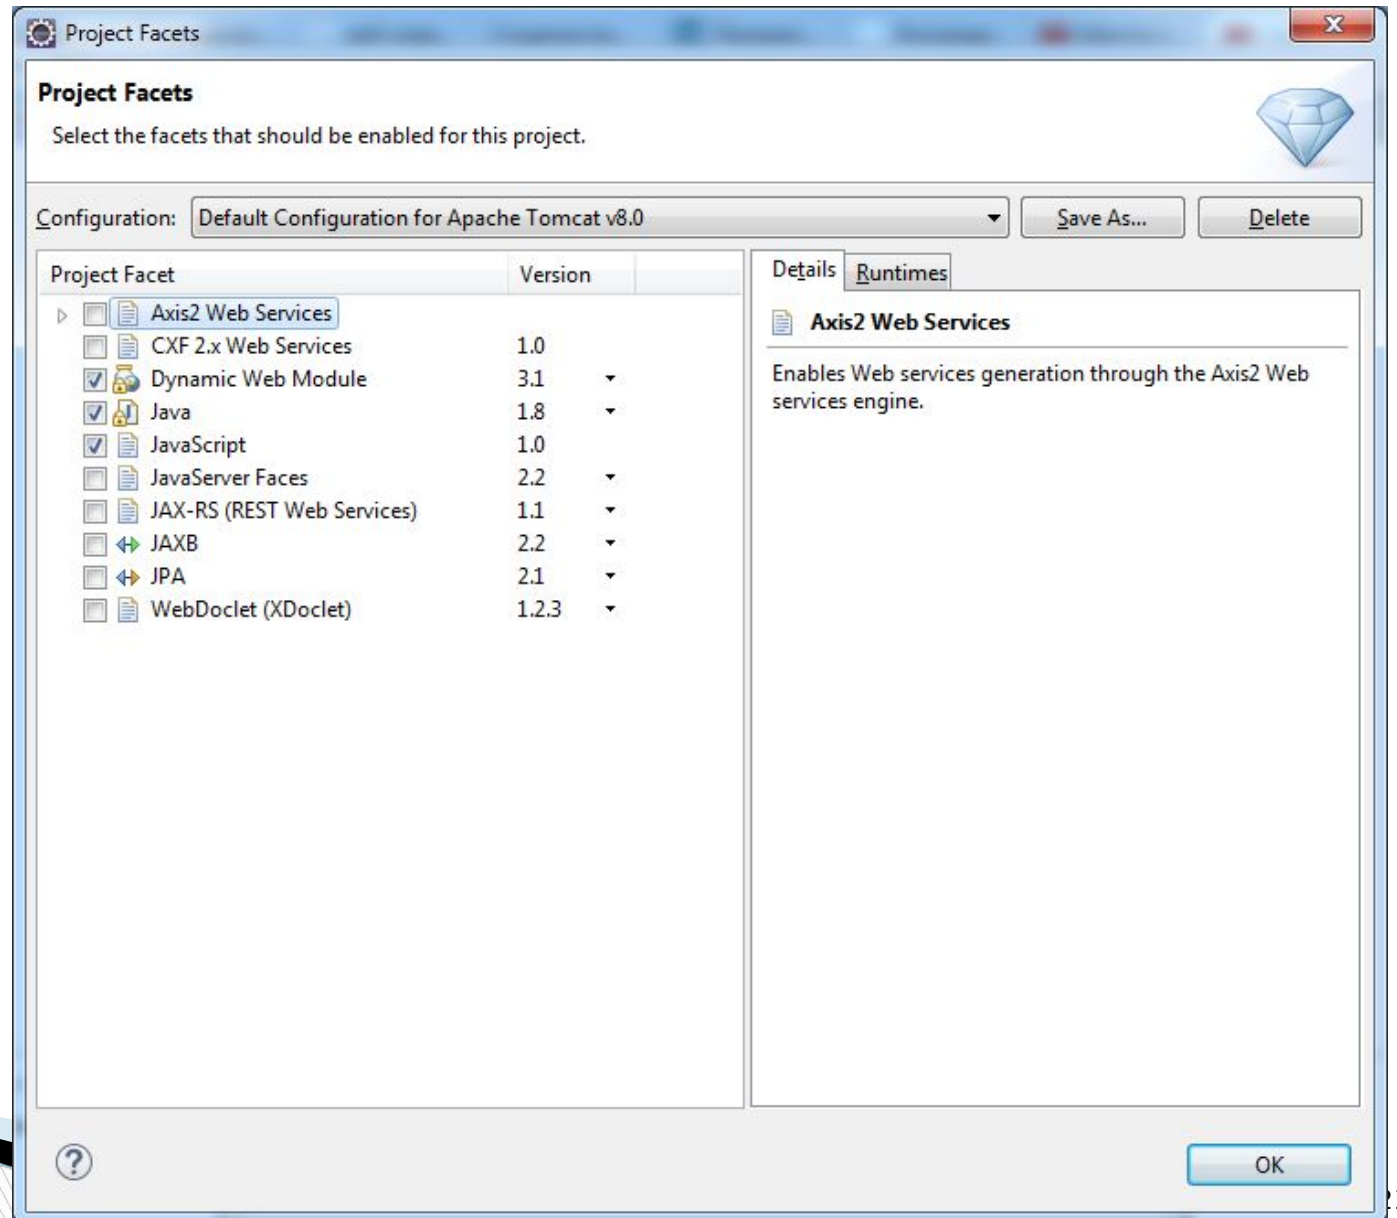 Project Facets
Project Facets
Select the facets that should be enabled for this project.
Configuration: Default Configuration for Apache Tomcat v8.0 Save As... Delete
Project Facet Version
Axis2 Web Services
CXF 2.x Web Services 1.0
Dynamic Web Module 3.1
Java 1.8
JavaScript 1.0
JavaServer Faces 2.2
JAX-RS (REST Web Services) 1.1
JAXB 2.2
JPA 2.1
WebDoclet (XDoclet) 1.2.3
Details Runtimes
Axis2 Web Services
Enables Web services generation through the Axis2 Web
services engine.
OK